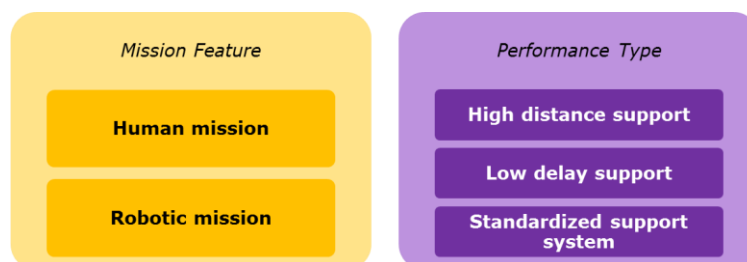 Mission Feature
Human mission
Robotic mission
Performance Type
High distance support
Low delay support
Standardized support
system